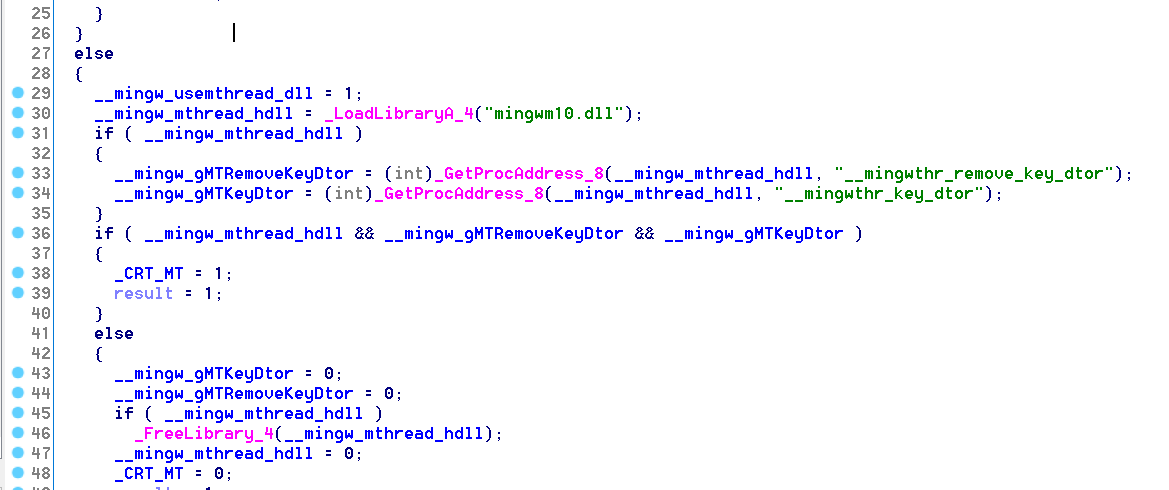 25 }
26 }
27 else
28 {
29 __mingw_usemthread_dll = 1;
30 __mingw_mthread_hdll = _LoadLibraryA_4("mingwm10.dll");
31 if ( __mingw_mthread_hdll )
32 {
33 __mingw_gMTRemoveKeyDtor = (int)_GetProcAddress_8(__mingw_mthread_hdll, "__mingwthr_remove_key_dtor");
34 __mingw_gMTKeyDtor = (int)_GetProcAddress_8(__mingw_mthread_hdll, "__mingwthr_key_dtor");
35 }
36 if ( __mingw_mthread_hdll && __mingw_gMTRemoveKeyDtor && __mingw_gMTKeyDtor )
37 {
38 _CRT_MT = 1;
39 result = 1;
40 }
41 else
42 {
43 __mingw_gMTKeyDtor = 0;
44 __mingw_gMTRemoveKeyDtor = 0;
45 if ( __mingw_mthread_hdll )
46 _FreeLibrary_4(__mingw_mthread_hdll);
47 __mingw_mthread_hdll = 0;
48 _CRT_MT = 0;